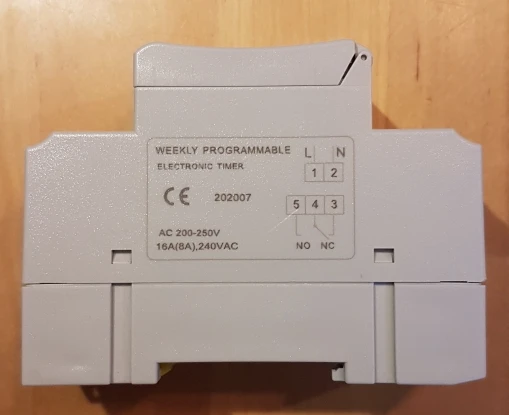 WEEKLY PROGRAMMABLE
ELECTRONIC TIMER
CE 202007
AC 200-250V
16A(8A),240VAC
L N
1 2
5 4 3
NO NC